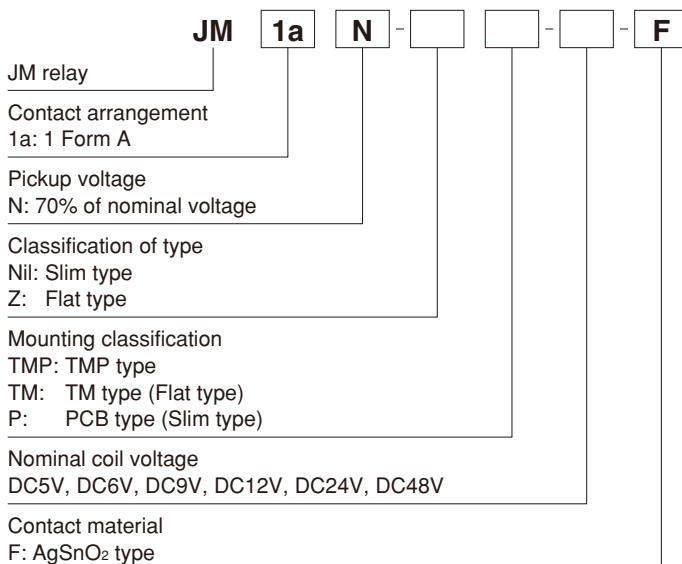 JM 1a N - - - F
JM relay
Contact arrangement
1a: 1 Form A
Pickup voltage
N: 70% of nominal voltage
Classification of type
Nil: Slim type
Z: Flat type
Mounting classification
TMP: TMP type
TM: TM type (Flat type)
P: PCB type (Slim type)
Nominal coil voltage
DC5V, DC6V, DC9V, DC12V, DC24V, DC48V
Contact material
F: AgSnO₂ type